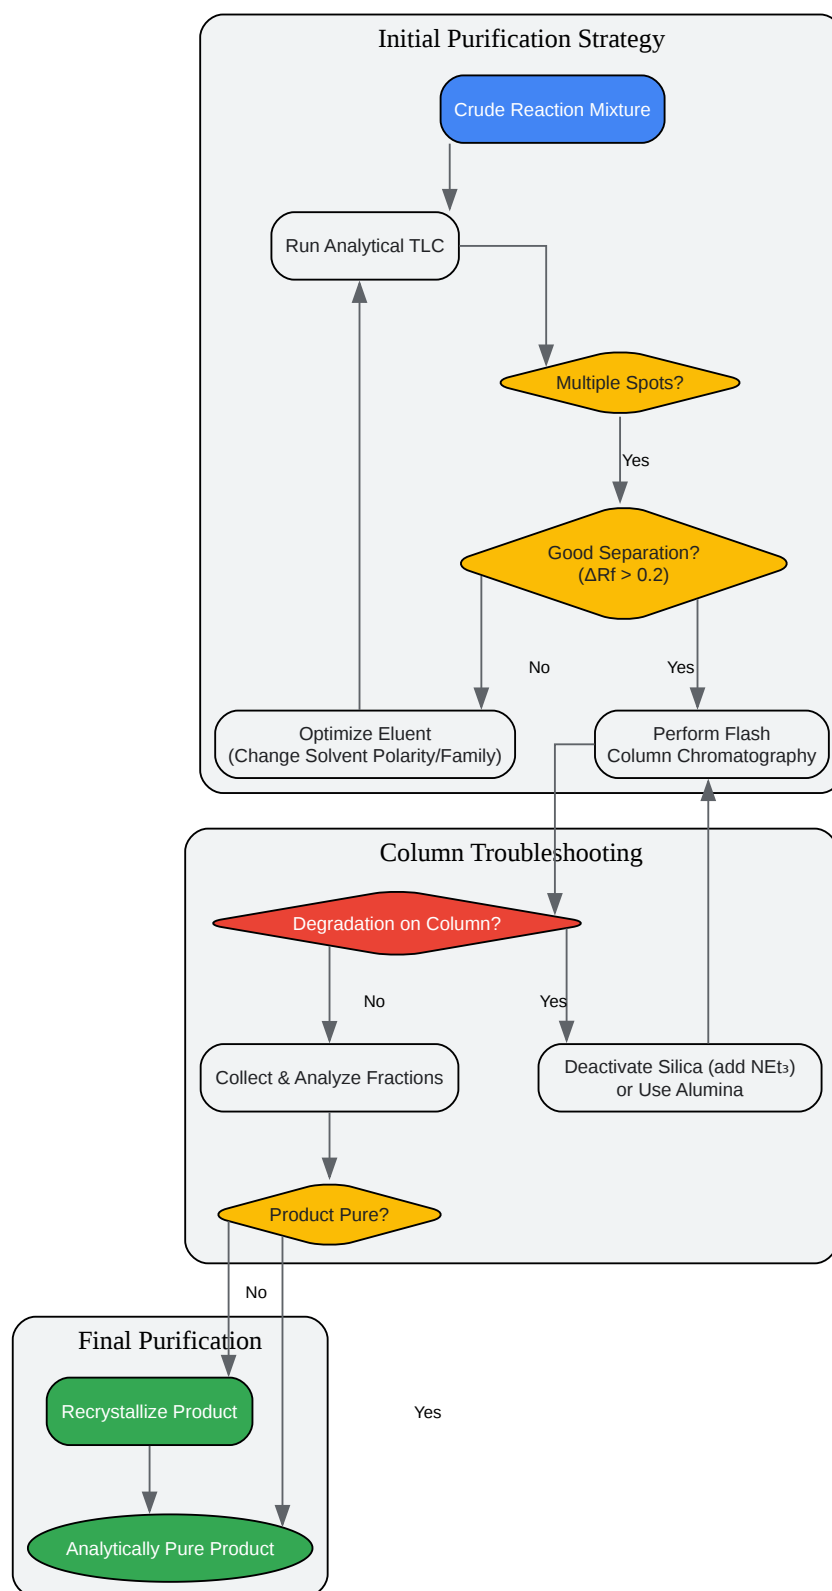 Initial Purification Strategy
Crude Reaction Mixture
Run Analytical TLC
Multiple Spots?
Yes
Good Separation?
(ΔRf > 0.2)
No
Yes
Optimize Eluent
(Change Solvent Polarity/Family)
Perform Flash
Column Chromatography
Column Troubleshooting
Degradation on Column?
No
Yes
Collect & Analyze Fractions
Deactivate Silica (add NEt₃)
or Use Alumina
Product Pure?
No
Final Purification
Recrystallize Product
Yes
Analytically Pure Product